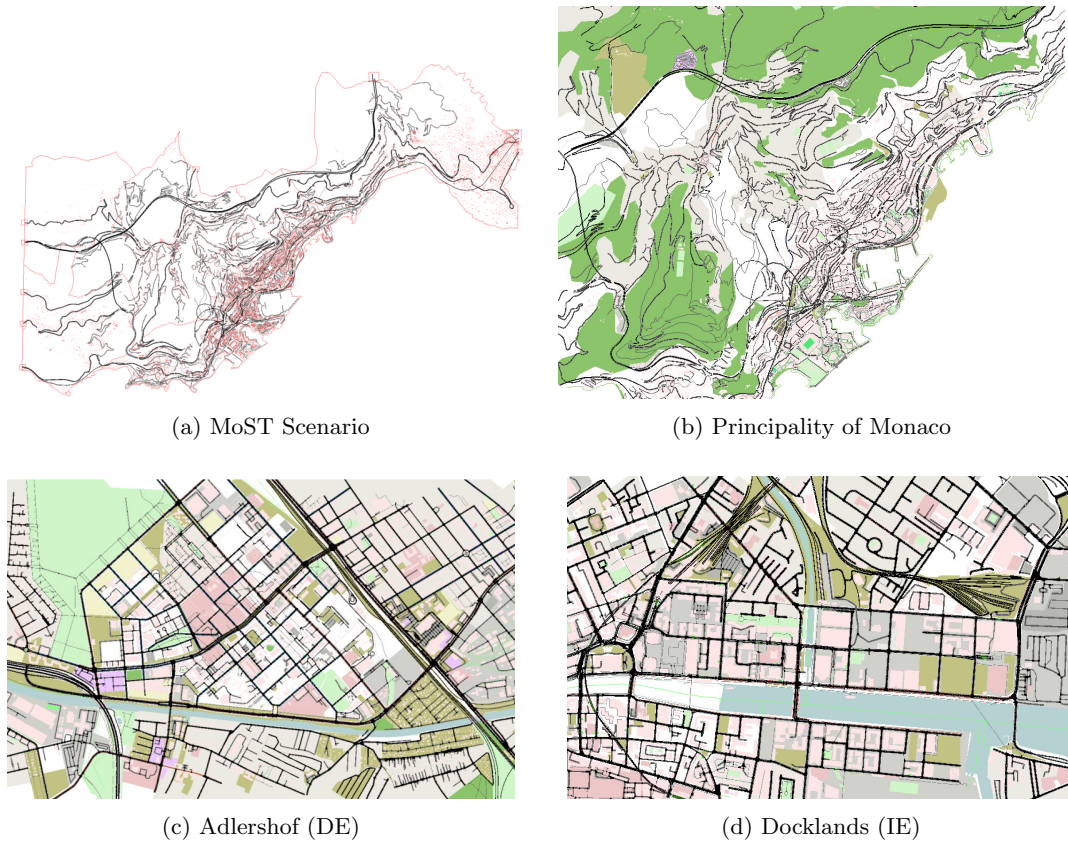 (a) MoST Scenario
(b) Principality of Monaco
(c) Adlershof (DE)
(d) Docklands (IE)